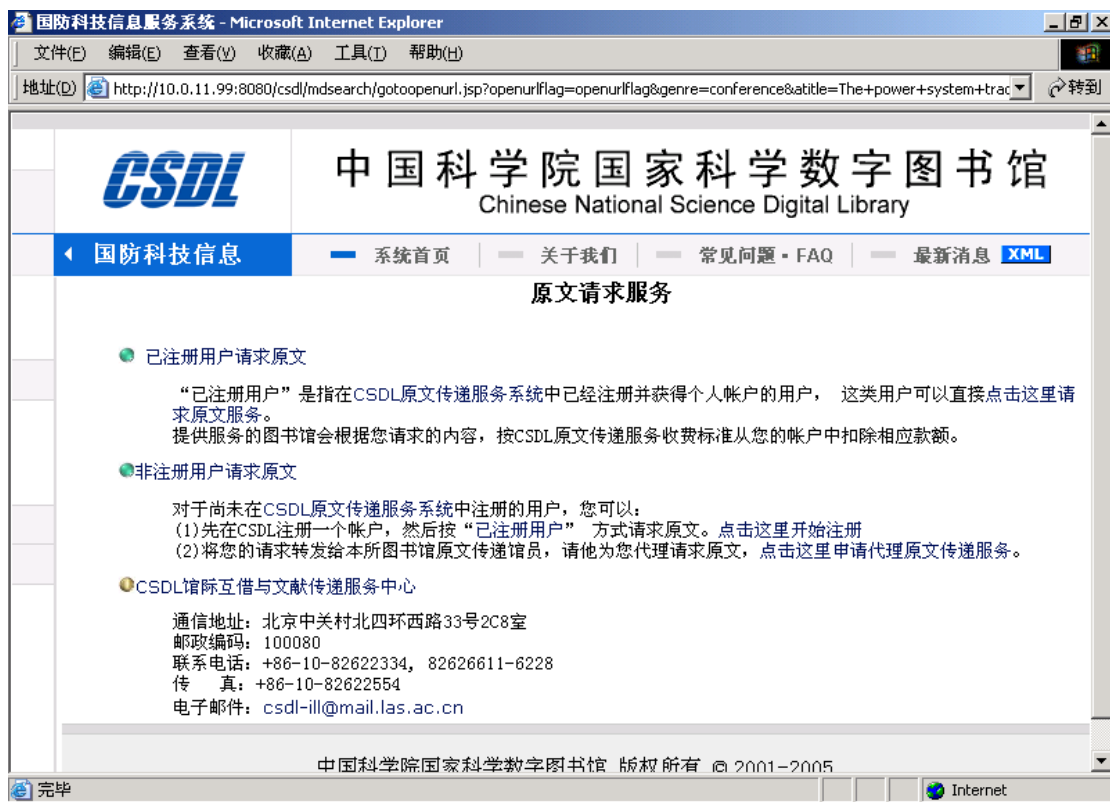 国防科技信息服务系统 - Microsoft Internet Explorer
文件(F) 编辑(E) 查看(V) 收藏(A) 工具(T) 帮助(H)
地址(D) http://10.0.11.99:8080/csdl/mdsearch/gotoopenurl.jsp?openurlflag=openurlflag&genre=conference&atitle=The+power+system+trac 转到
CSDL 中国科学院国家科学数字图书馆
Chinese National Science Digital Library
国防科技信息 系统首页 关于我们 常见问题·FAQ 最新消息 XML
原文请求服务
已注册用户请求原文
“已注册用户”是指在CSDL原文传递服务系统中已经注册并获得个人帐户的用户, 这类用户可以直接点击这里请
求原文服务。
提供服务的图书馆会根据您请求的内容,按CSDL原文传递服务收费标准从您的帐户中扣除相应款额。
非注册用户请求原文
对于尚未在CSDL原文传递服务系统中注册的用户,您可以:
(1)先在CSDL注册一个帐户,然后按“已注册用户” 方式请求原文。点击这里开始注册
(2)将您的请求转发给本所图书馆原文传递馆员,请他为您代理请求原文,点击这里申请代理原文传递服务。
CSDL馆际互借与文献传递服务中心
通信地址: 北京中关村北四环西路33号2C8室
邮政编码: 100080
联系电话: +86-10-82622334, 82626611-6228
传 真: +86-10-82622554
电子邮件: csdl-ill@mail.las.ac.cn
中国科学院国家科学数字图书馆 版权所有 @ 2001-2005
完毕 Internet